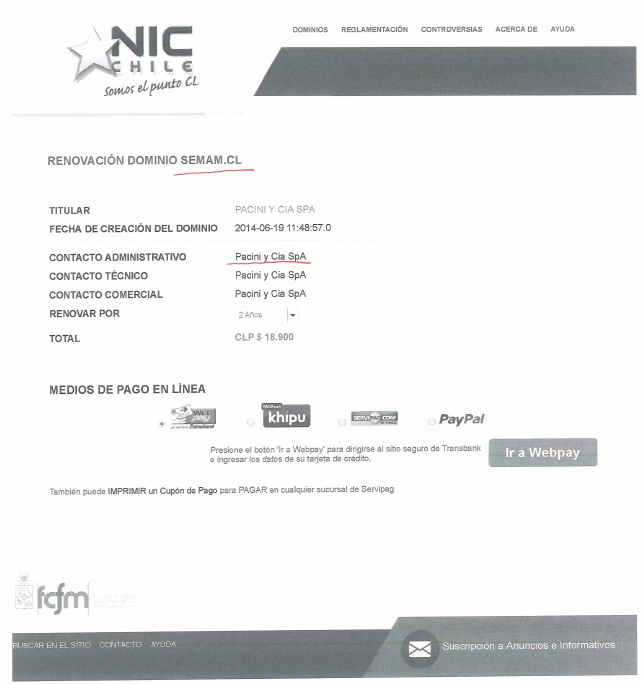 NIC
CHILE
Somos el punto CL
DOMINIOS REGLAMENTACIÓN CONTROVERSIAS ACERCA DE AYUDA
RENOVACIÓN DOMINIO SEMAM.CL
TITULAR PACINI Y CIA SPA
FECHA DE CREACIÓN DEL DOMINIO 2014-06-19 11:48:57.0
CONTACTO ADMINISTRATIVO Pacini y Cia SpA
CONTACTO TÉCNICO Pacini y Cia SpA
CONTACTO COMERCIAL Pacini y Cia SpA
RENOVAR POR 2 Años
TOTAL CLP $ 18.900
MEDIOS DE PAGO EN LÍNEA
khipu
SERVIPAG.COM
PayPal
Presione el botón 'Ir a Webpay' para dirigirse al sitio seguro de Transbank
e ingresar los datos de su tarjeta de crédito.
Ir a Webpay
También puede IMPRIMIR un Cupón de Pago para PAGAR en cualquier sucursal de Servipag
fcfm
BUSCAR EN EL SITIO CONTACTO AYUDA
Suscripción a Anuncios e Informativos